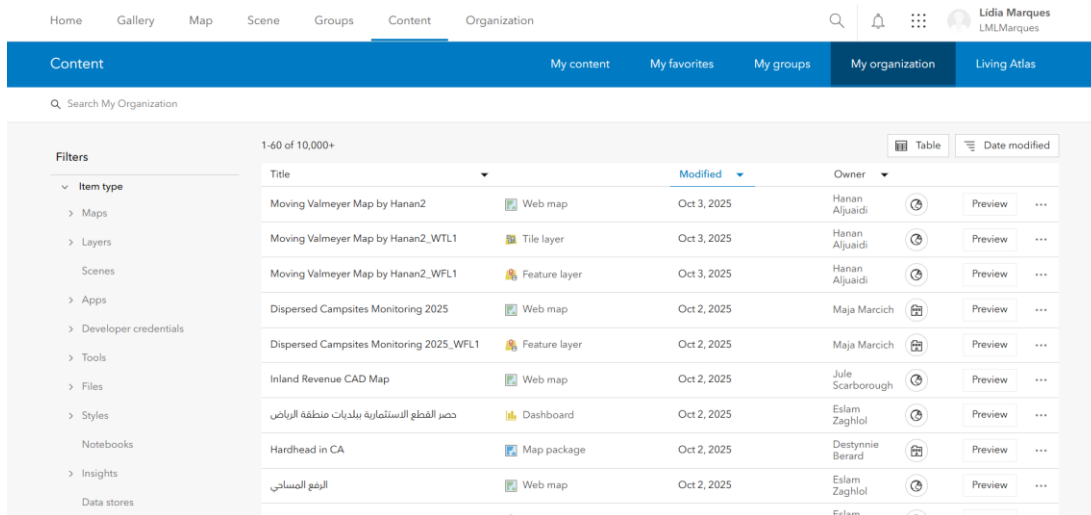 Home Gallery Map Scene Groups Content Organization Lídia Marques
LMLMarques
Content My content My favorites My groups My organization Living Atlas
Search My Organization
Filters
Item type
Maps
Layers
Scenes
Apps
Developer credentials
Tools
Files
Styles
Notebooks
Insights
Data stores
1-60 of 10,000+ Table Date modified
Title Modified Owner
Moving Valmeyer Map by Hanan2 Web map Oct 3, 2025 Hanan Aljuaidi Preview
Moving Valmeyer Map by Hanan2_WTL1 Tile layer Oct 3, 2025 Hanan Aljuaidi Preview
Moving Valmeyer Map by Hanan2_WFL1 Feature layer Oct 3, 2025 Hanan Aljuaidi Preview
Dispersed Campsites Monitoring 2025 Web map Oct 2, 2025 Maja Marcich Preview
Dispersed Campsites Monitoring 2025_WFL1 Feature layer Oct 2, 2025 Maja Marcich Preview
Inland Revenue CAD Map Web map Oct 2, 2025 Jule Scarborough Preview
حصر القطع الاستثمارية ببلديات منطقة الرياض Dashboard Oct 2, 2025 Eslam Zaghlol Preview
Hardhead in CA Map package Oct 2, 2025 Destynnie Berard Preview
الرفع المساحي Web map Oct 2, 2025 Eslam Zaghlol Preview